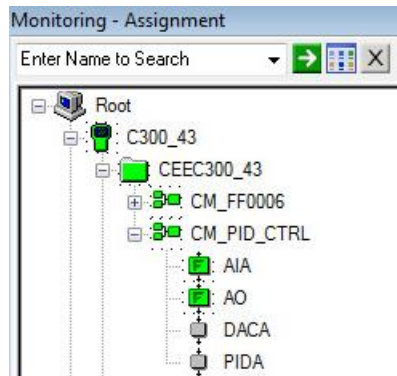 Monitoring - Assignment
Enter Name to Search
Root
C300_43
CEEC300_43
CM_FF0006
CM_PID_CTRL
F AIA
F AO
DACA
PIDA